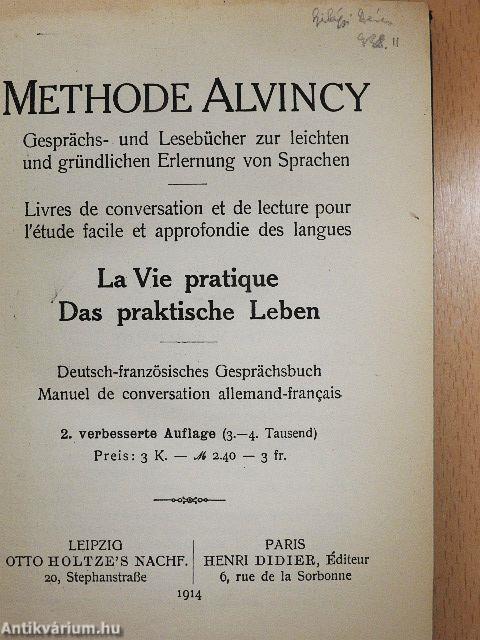 METHODE ALVINCY
Gesprächs- und Lesebücher zur leichten
und gründlichen Erlernung von Sprachen
Livres de conversation et de lecture pour
l'étude facile et approfondie des langues
La Vie pratique
Das praktische Leben
Deutsch-französisches Gesprächsbuch
Manuel de conversation allemand-français
2. verbesserte Auflage (3.—4. Tausend)
Preis: 3 K. — ℳ 2.40 — 3 fr.
LEIPZIG
OTTO HOLTZE'S NACHF.
20, Stephanstraße
PARIS
HENRI DIDIER, Éditeur
6, rue de la Sorbonne
1914
Antikvárium.hu